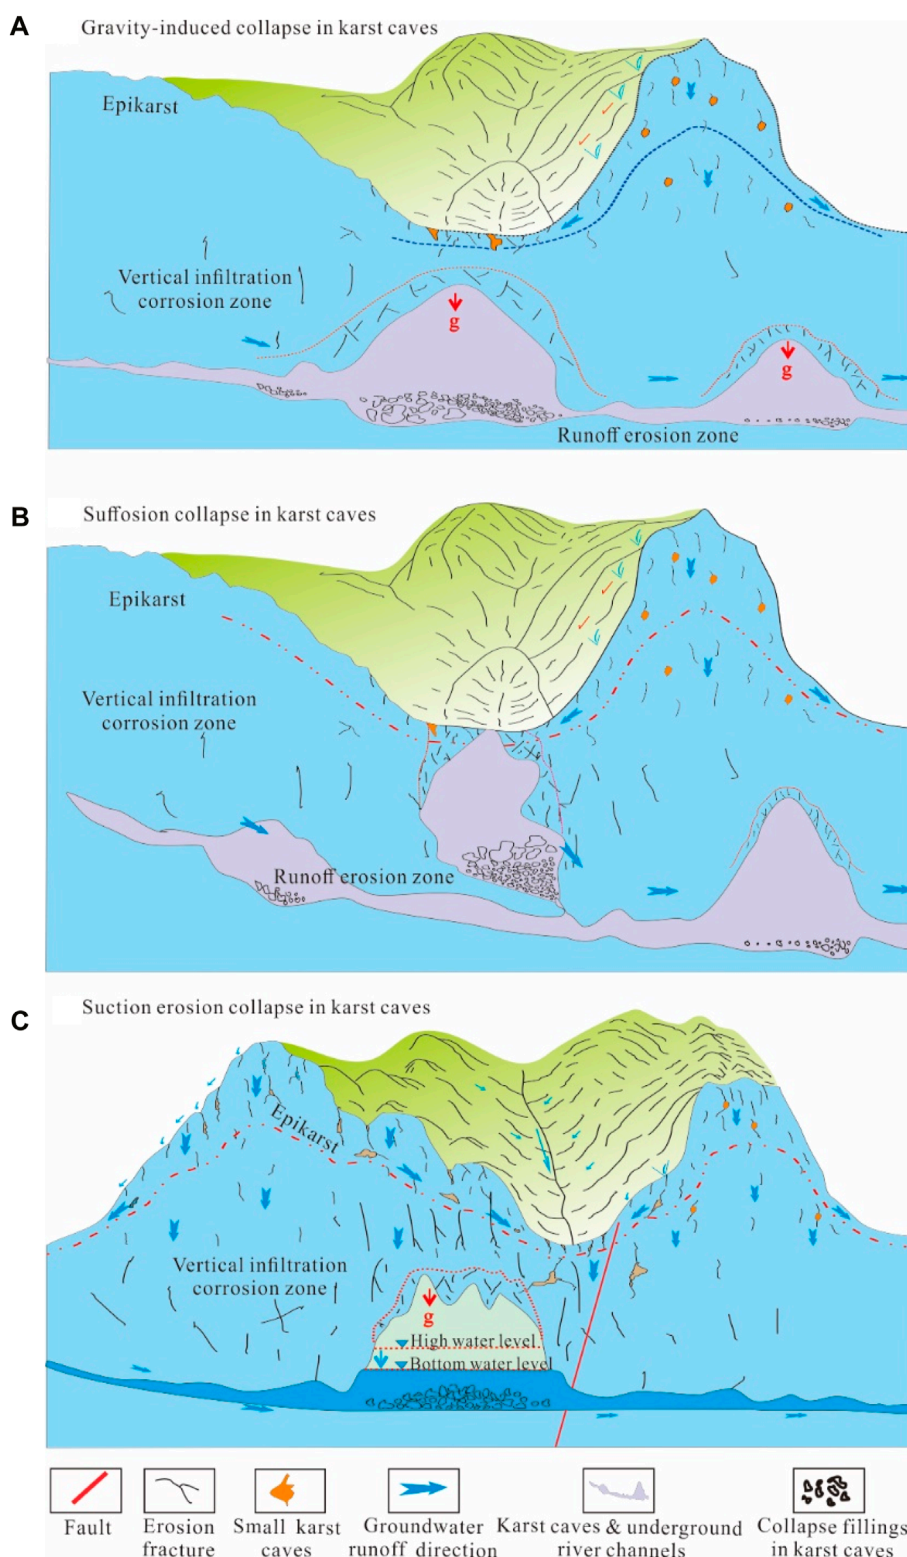 A
Gravity-induced collapse in karst caves
Epikarst
Vertical infiltration
corrosion zone
g
g
Runoff erosion zone
B
Suffosion collapse in karst caves
Epikarst
Vertical infiltration
corrosion zone
Runoff erosion zone
C
Suction erosion collapse in karst caves
Epikarst
Vertical infiltration
corrosion zone
g
High water level
Bottom water level
Fault
Erosion
fracture
Small karst
caves
Groundwater
runoff direction
Karst caves & underground
river channels
Collapse fillings
in karst caves